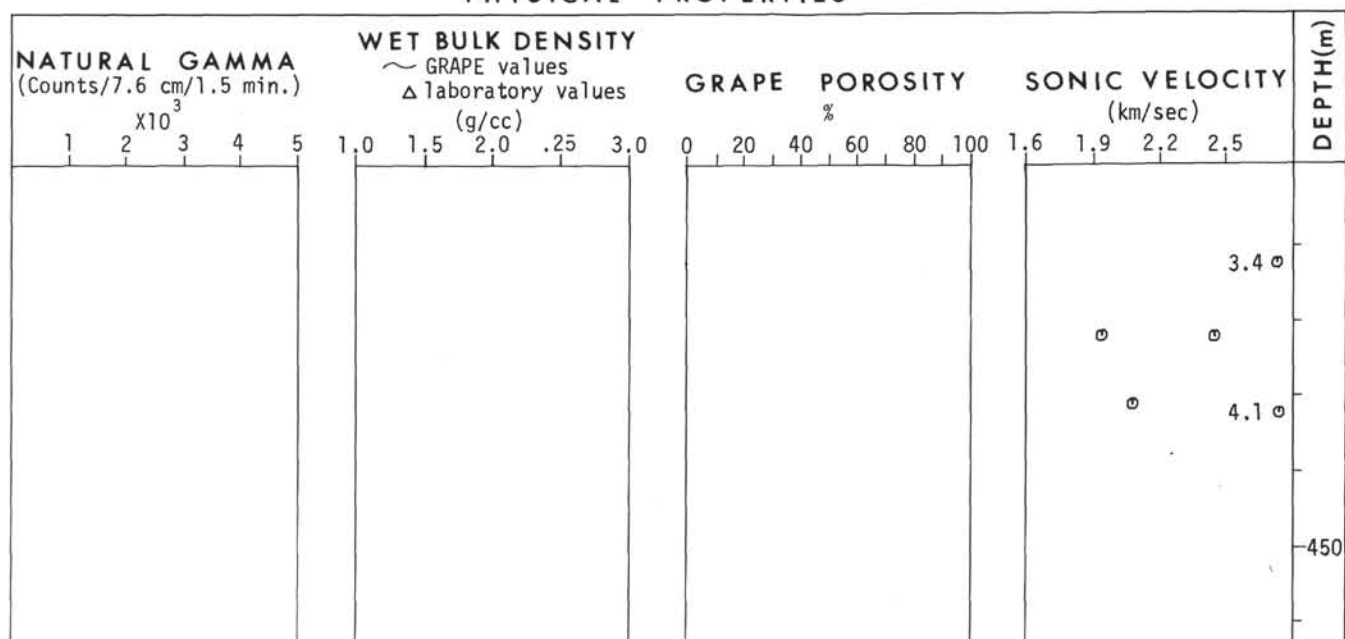 NATURAL GAMMA
(Counts/7.6 cm/1.5 min.)
X10³
1 2 3 4 5
WET BULK DENSITY
GRAPE values
Δ laboratory values
(g/cc)
1.0 1.5 2.0 .25 3.0
GRAPE POROSITY
%
0 20 40 60 80 100
SONIC VELOCITY
(km/sec)
1.6 1.9 2.2 2.5
DEPTH(m)
3.4
4.1
450